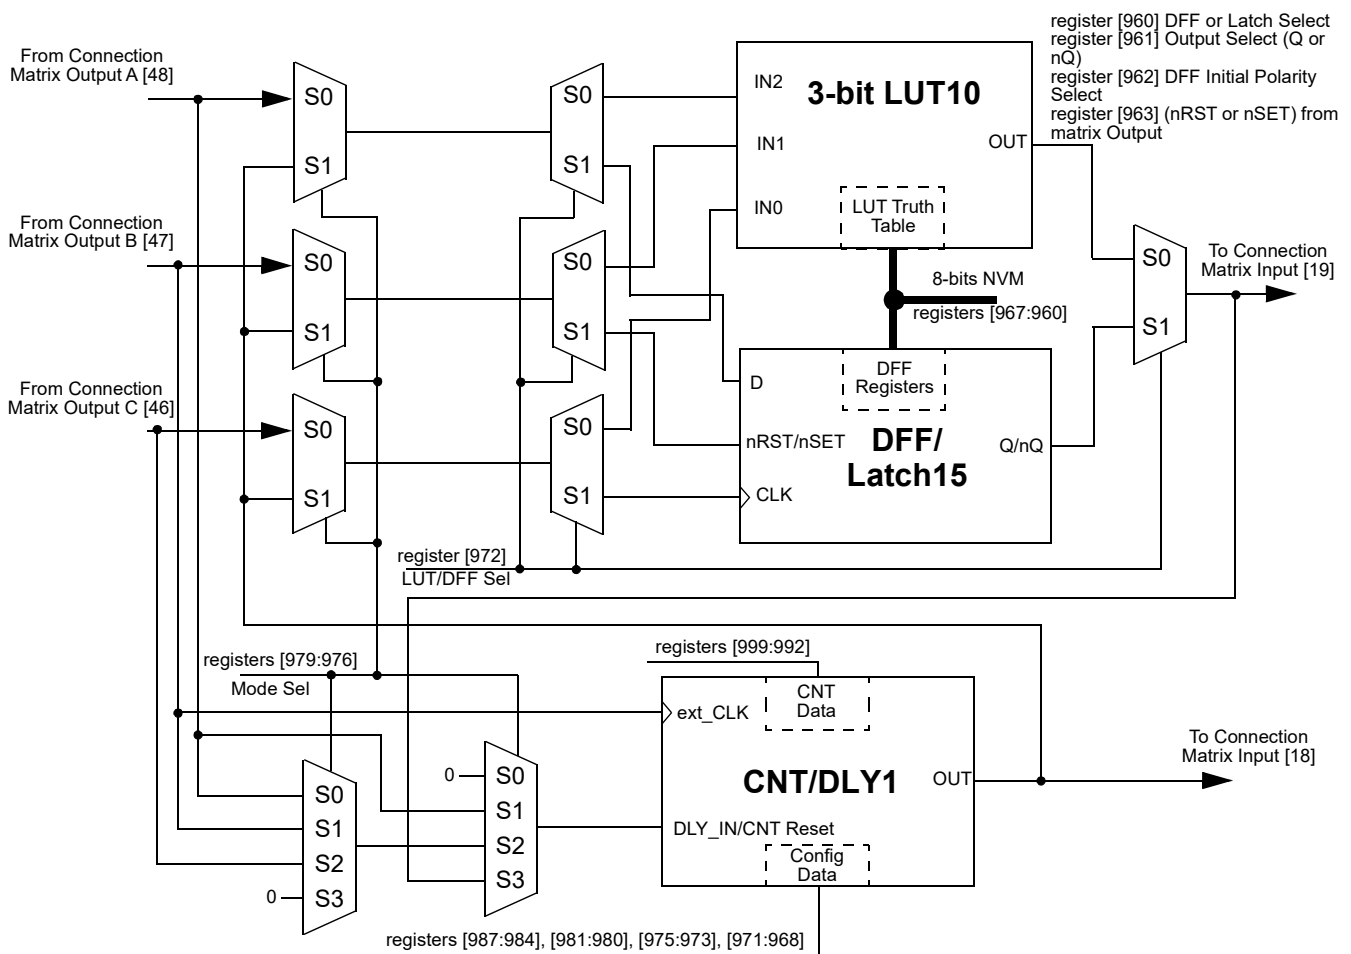 register [960] DFF or Latch Select
register [961] Output Select (Q or
nQ)
register [962] DFF Initial Polarity
Select
register [963] (nRST or nSET) from
matrix Output
From Connection
Matrix Output A [48]
S0
S1
S0
S1
IN2
IN1
IN0
3-bit LUT10
OUT
LUT Truth
Table
From Connection
Matrix Output B [47]
S0
S1
S0
S1
8-bits NVM
registers [967:960]
S0
S1
To Connection
Matrix Input [19]
From Connection
Matrix Output C [46]
S0
S1
S0
S1
D
nRST/nSET
CLK
DFF
Registers
DFF/
Latch15
Q/nQ
register [972]
LUT/DFF Sel
registers [979:976]
Mode Sel
registers [999:992]
CNT
Data
ext_CLK
CNT/DLY1
OUT
To Connection
Matrix Input [18]
DLY_IN/CNT Reset
Config
Data
0
S0
S1
S2
S3
S0
S1
S2
0
S3
registers [987:984], [981:980], [975:973], [971:968]